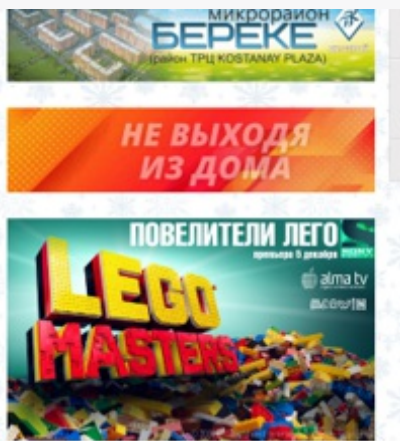 микрорайон
БЕРЕКЕ
(район ТРЦ KOSTANAY PLAZA)
НЕ ВЫХОДЯ
ИЗ ДОМА
ПОВЕЛИТЕЛИ ЛЕГО
премьера 5 декабря
SONY
alma tv
LEGO
MASTERS